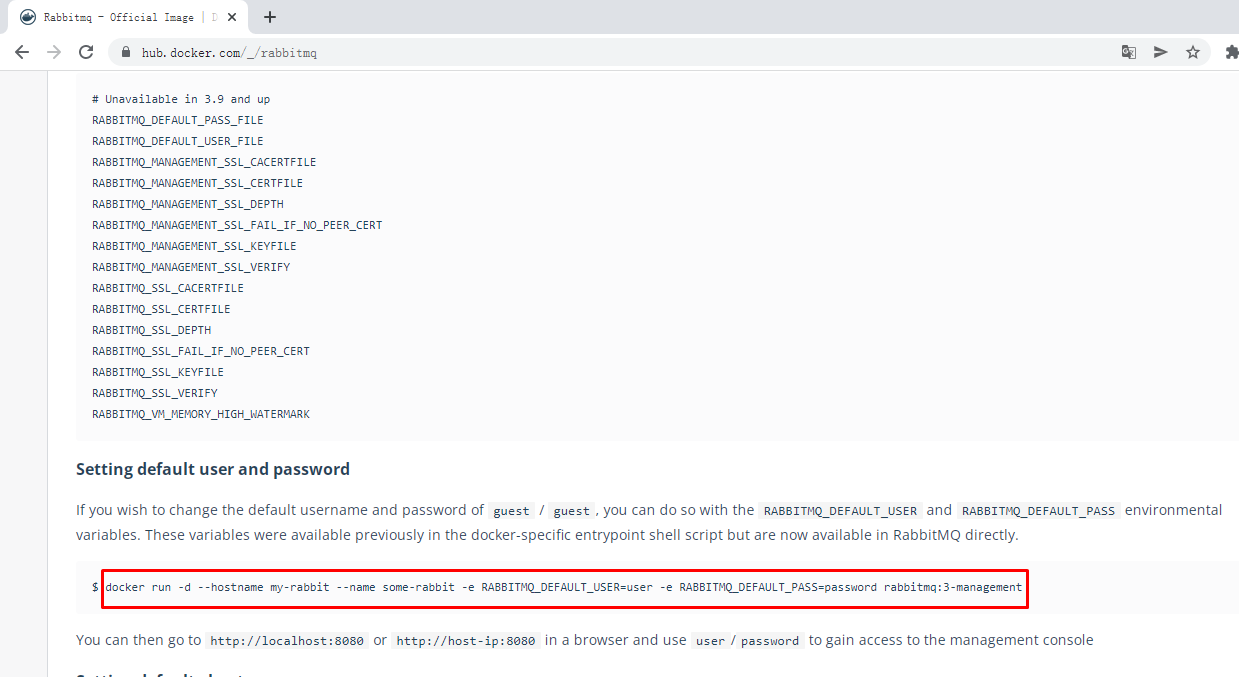 Rabbitmq - Official Image | D
hub.docker.com/_/rabbitmq
# Unavailable in 3.9 and up
RABBITMQ_DEFAULT_PASS_FILE
RABBITMQ_DEFAULT_USER_FILE
RABBITMQ_MANAGEMENT_SSL_CACERTFILE
RABBITMQ_MANAGEMENT_SSL_CERTFILE
RABBITMQ_MANAGEMENT_SSL_DEPTH
RABBITMQ_MANAGEMENT_SSL_FAIL_IF_NO_PEER_CERT
RABBITMQ_MANAGEMENT_SSL_KEYFILE
RABBITMQ_MANAGEMENT_SSL_VERIFY
RABBITMQ_SSL_CACERTFILE
RABBITMQ_SSL_CERTFILE
RABBITMQ_SSL_DEPTH
RABBITMQ_SSL_FAIL_IF_NO_PEER_CERT
RABBITMQ_SSL_KEYFILE
RABBITMQ_SSL_VERIFY
RABBITMQ_VM_MEMORY_HIGH_WATERMARK
Setting default user and password
If you wish to change the default username and password of guest / guest , you can do so with the RABBITMQ_DEFAULT_USER and RABBITMQ_DEFAULT_PASS environmental
variables. These variables were available previously in the docker-specific entrypoint shell script but are now available in RabbitMQ directly.
$ docker run -d --hostname my-rabbit --name some-rabbit -e RABBITMQ_DEFAULT_USER=user -e RABBITMQ_DEFAULT_PASS=password rabbitmq:3-management
You can then go to http://localhost:8080 or http://host-ip:8080 in a browser and use user / password to gain access to the management console